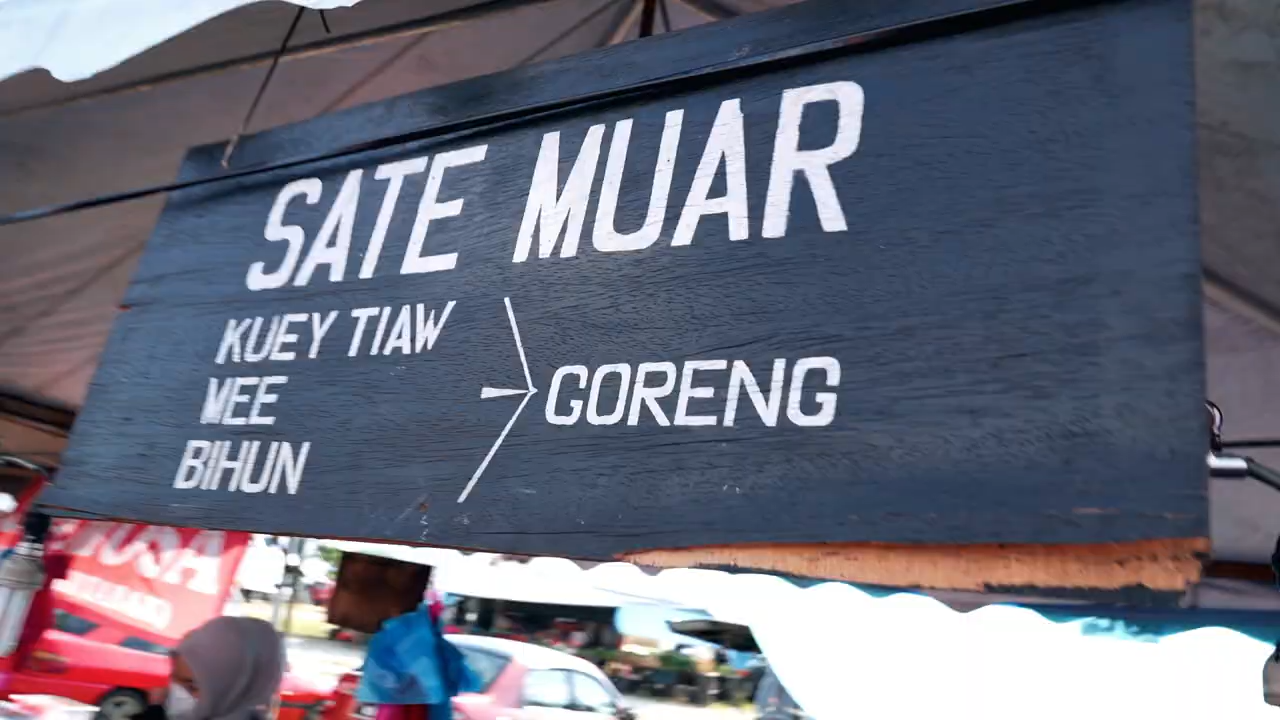 SATE MUAR
KUEY TIAW
MEE
BIHUN
GORENG